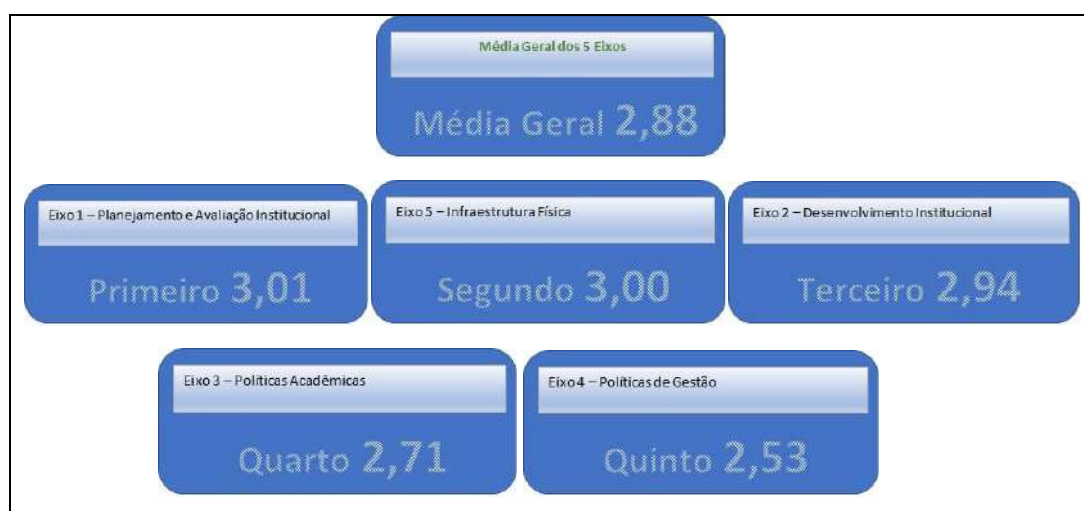 Média Geral dos 5 Eixos
Média Geral 2,88
Eixo 1 – Planejamento e Avaliação Institucional
Primeiro 3,01
Eixo 5 – Infraestrutura Física
Segundo 3,00
Eixo 2 – Desenvolvimento Institucional
Terceiro 2,94
Eixo 3 – Políticas Acadêmicas
Quarto 2,71
Eixo 4 – Políticas de Gestão
Quinto 2,53